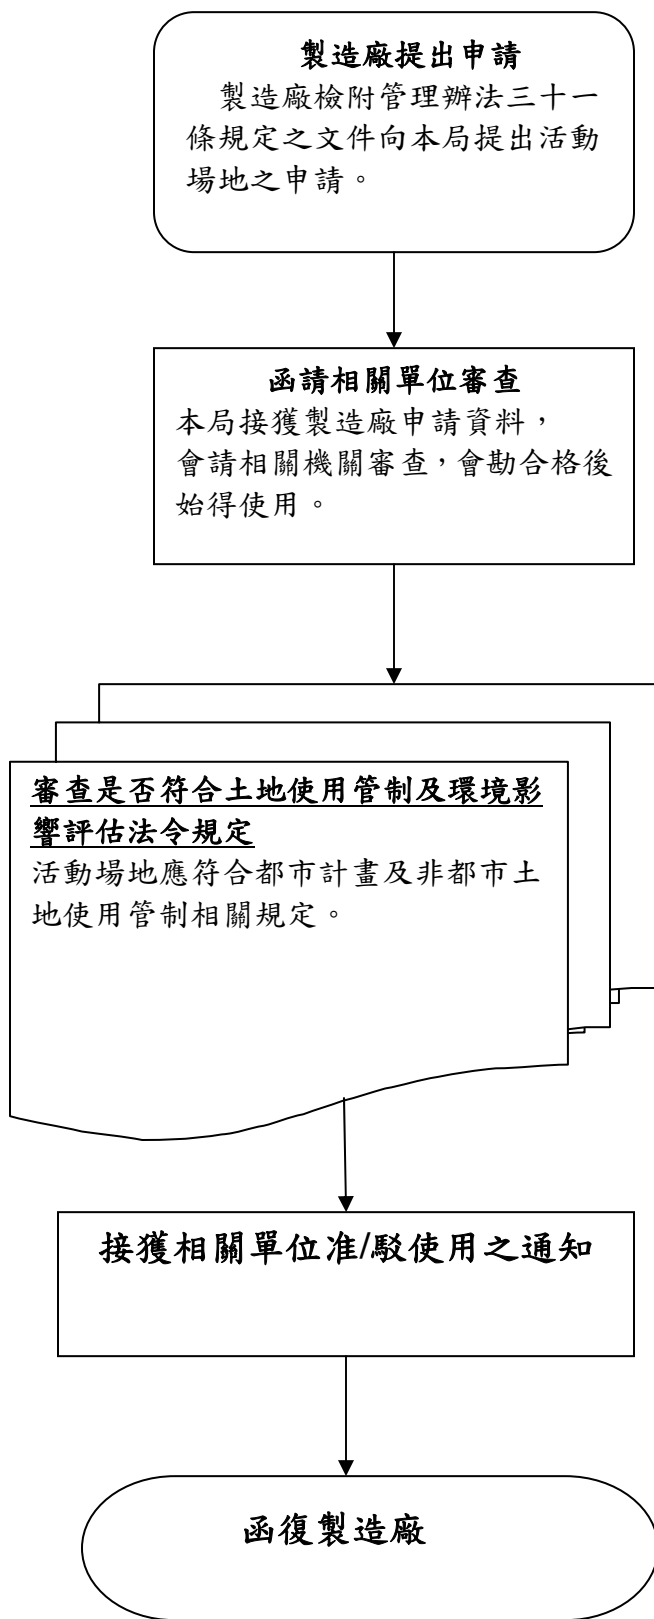 製造廠提出申請
製造廠檢附管理辦法三十一
條規定之文件向本局提出活動
場地之申請。
函請相關單位審查
本局接獲製造廠申請資料，
會請相關機關審查，會勘合格後
始得使用。
審查是否符合土地使用管制及環境影
響評估法令規定
活動場地應符合都市計畫及非都市土
地使用管制相關規定。
接獲相關單位准/駁使用之通知
函復製造廠